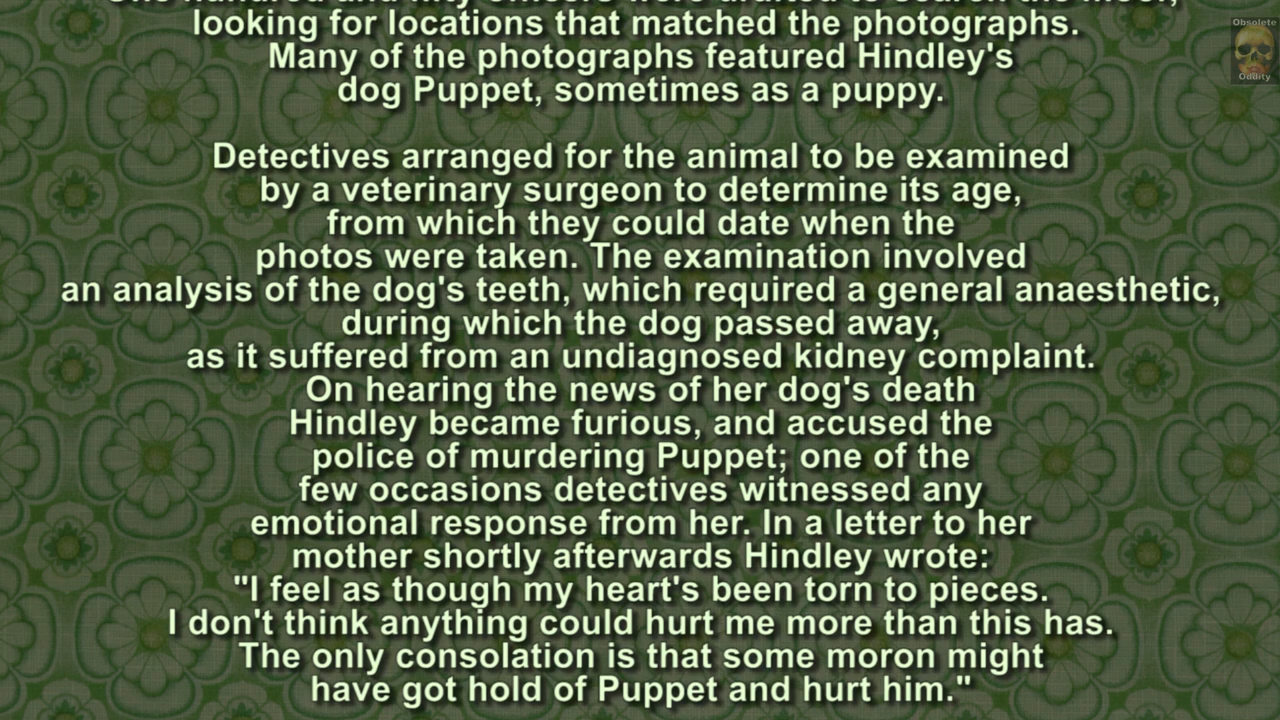 looking for locations that matched the photographs.
Many of the photographs featured Hindley's
dog Puppet, sometimes as a puppy.
Detectives arranged for the animal to be examined
by a veterinary surgeon to determine its age,
from which they could date when the
photos were taken. The examination involved
an analysis of the dog's teeth, which required a general anaesthetic,
during which the dog passed away,
as it suffered from an undiagnosed kidney complaint.
On hearing the news of her dog's death
Hindley became furious, and accused the
police of murdering Puppet; one of the
few occasions detectives witnessed any
emotional response from her. In a letter to her
mother shortly afterwards Hindley wrote:
"I feel as though my heart's been torn to pieces.
I don't think anything could hurt me more than this has.
The only consolation is that some moron might
have got hold of Puppet and hurt him."
Obsolete
Oddity